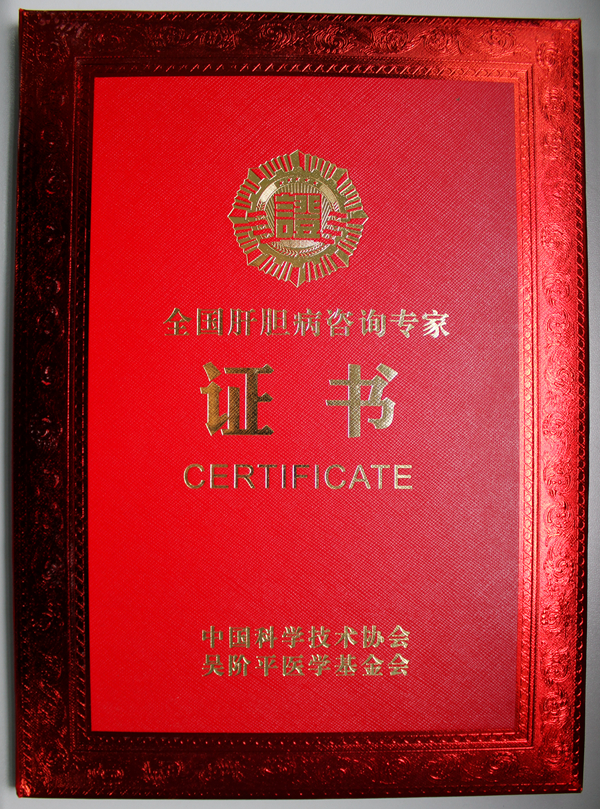 證
全国肝胆病咨询专家
证书
CERTIFICATE
中国科学技术协会
吴阶平医学基金会